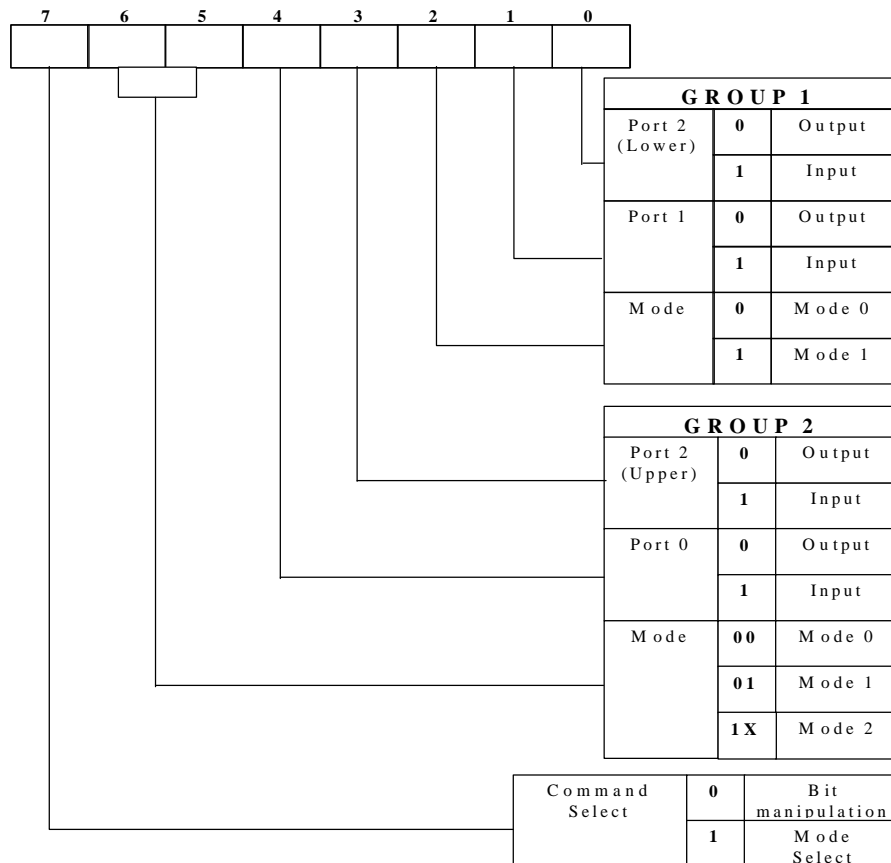 7 6 5 4 3 2 1 0
GROUP 1
Port 2 0 Output
(Lower)
1 Input
Port 1 0 Output
1 Input
Mode 0 Mode 0
1 Mode 1
GROUP 2
Port 2 0 Output
(Upper)
1 Input
Port 0 0 Output
1 Input
Mode 00 Mode 0
01 Mode 1
1X Mode 2
Command 0 Bit
Select manipulation
1 Mode
Select